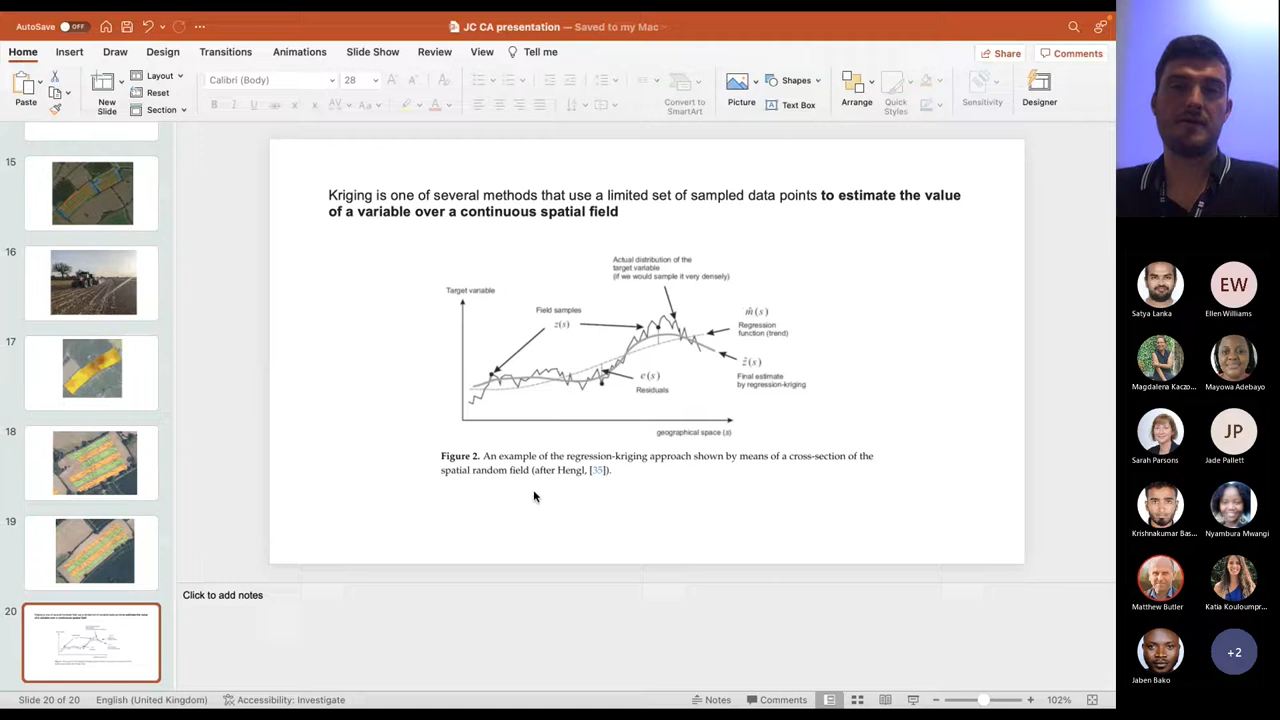 AutoSave OFF
JC CA presentation — Saved to my Mac
Home Insert Draw Design Transitions Animations Slide Show Review View Tell me
Share Comments
Paste
New
Slide
Layout
Reset
Section
Calibri (Body) 28
Convert to
SmartArt
Picture
Shapes
Text Box
Arrange
Quick
Styles
Sensitivity
Designer
15
16
17
18
19
20
Kriging is one of several methods that use a limited set of sampled data points to estimate the value
of a variable over a continuous spatial field
Target variable
Field samples
z(s)
Actual distribution of the
target variable
(if we would sample it very densely)
m̂(s)
Regression
function (trend)
ẑ(s)
Final estimate
by regression-kriging
e(s)
Residuals
geographical space (s)
Figure 2. An example of the regression-kriging approach shown by means of a cross-section of the
spatial random field (after Hengl, [35]).
Click to add notes
Slide 20 of 20 English (United Kingdom) Accessibility: Investigate
Notes Comments 102%
Satya Lanka
EW
Ellen Williams
Magdalena Kaczo...
Mayowa Adebayo
Sarah Parsons
JP
Jade Pallett
Krishnakumar Bas...
Nyambura Mwangi
Matthew Butler
Katia Kouloumpr...
Jaben Bako
+2